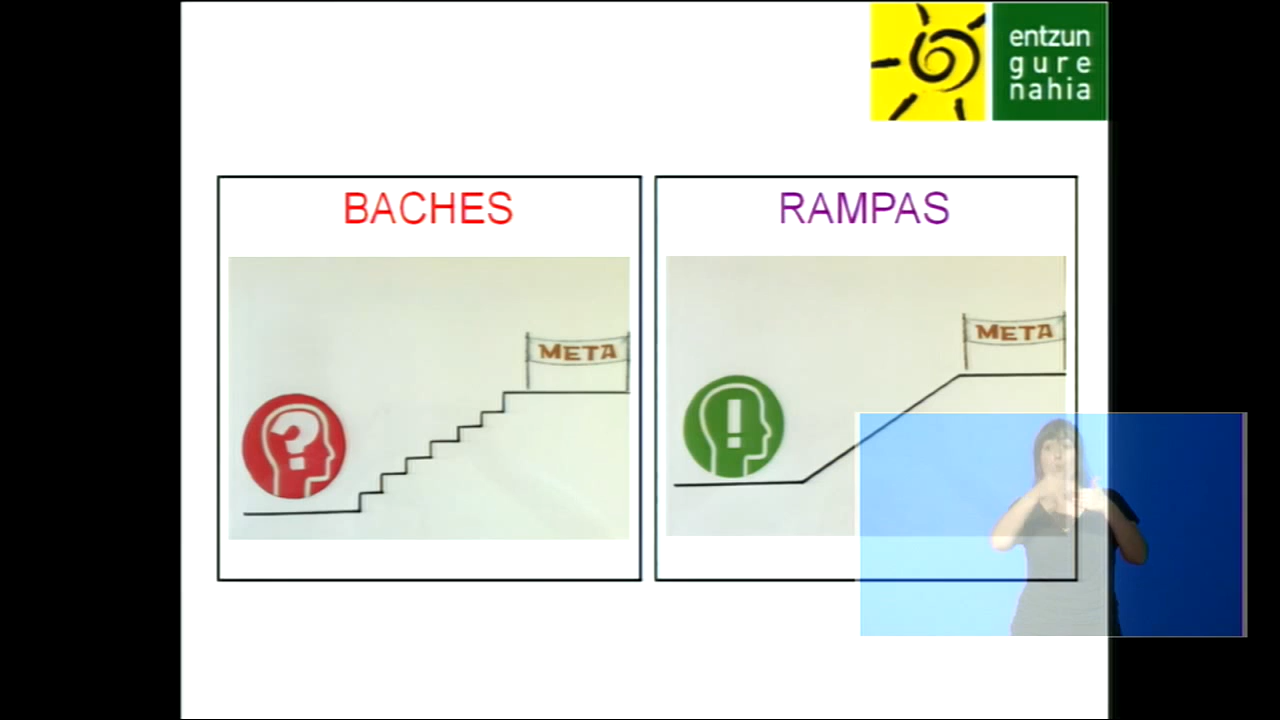 entzun
gure
nahia
BACHES
RAMPAS
META
META